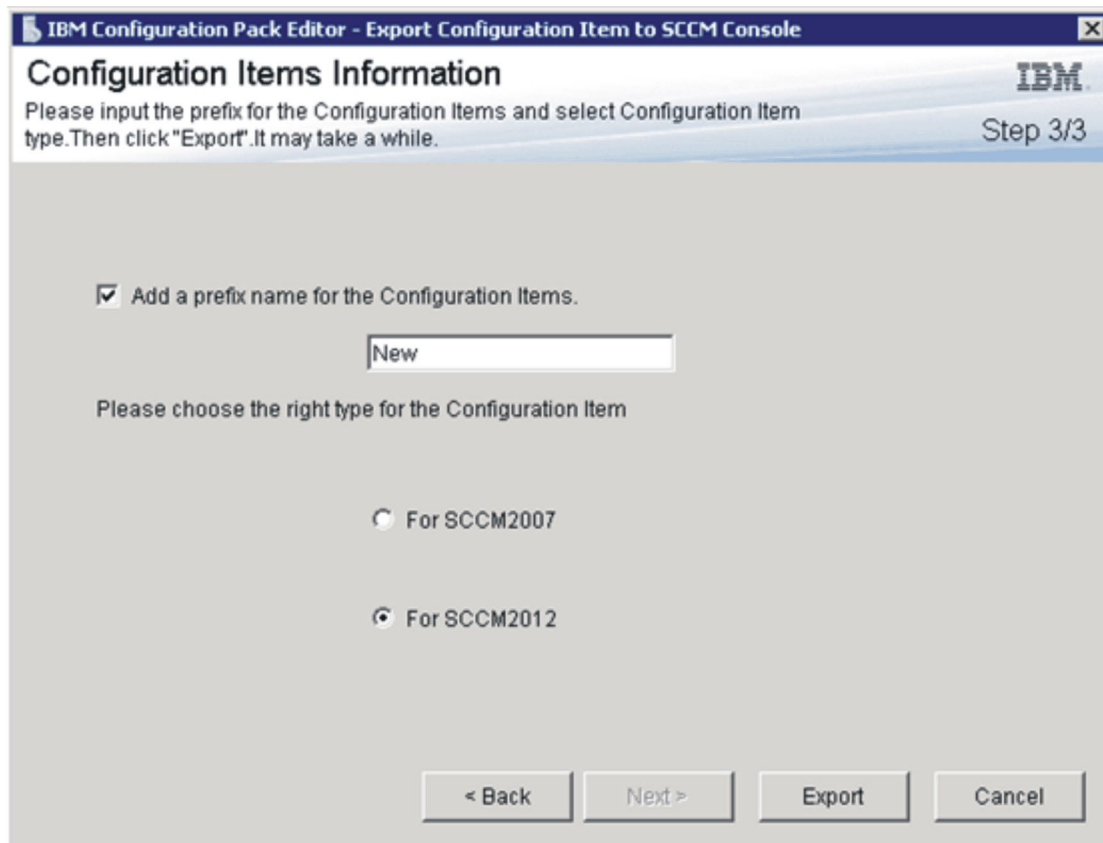 IBM Configuration Pack Editor - Export Configuration Item to SCCM Console
Configuration Items Information
IBM
Please input the prefix for the Configuration Items and select Configuration Item
type.Then click "Export".It may take a while.
Step 3/3
Add a prefix name for the Configuration Items.
New
Please choose the right type for the Configuration Item
For SCCM2007
For SCCM2012
< Back
Next >
Export
Cancel